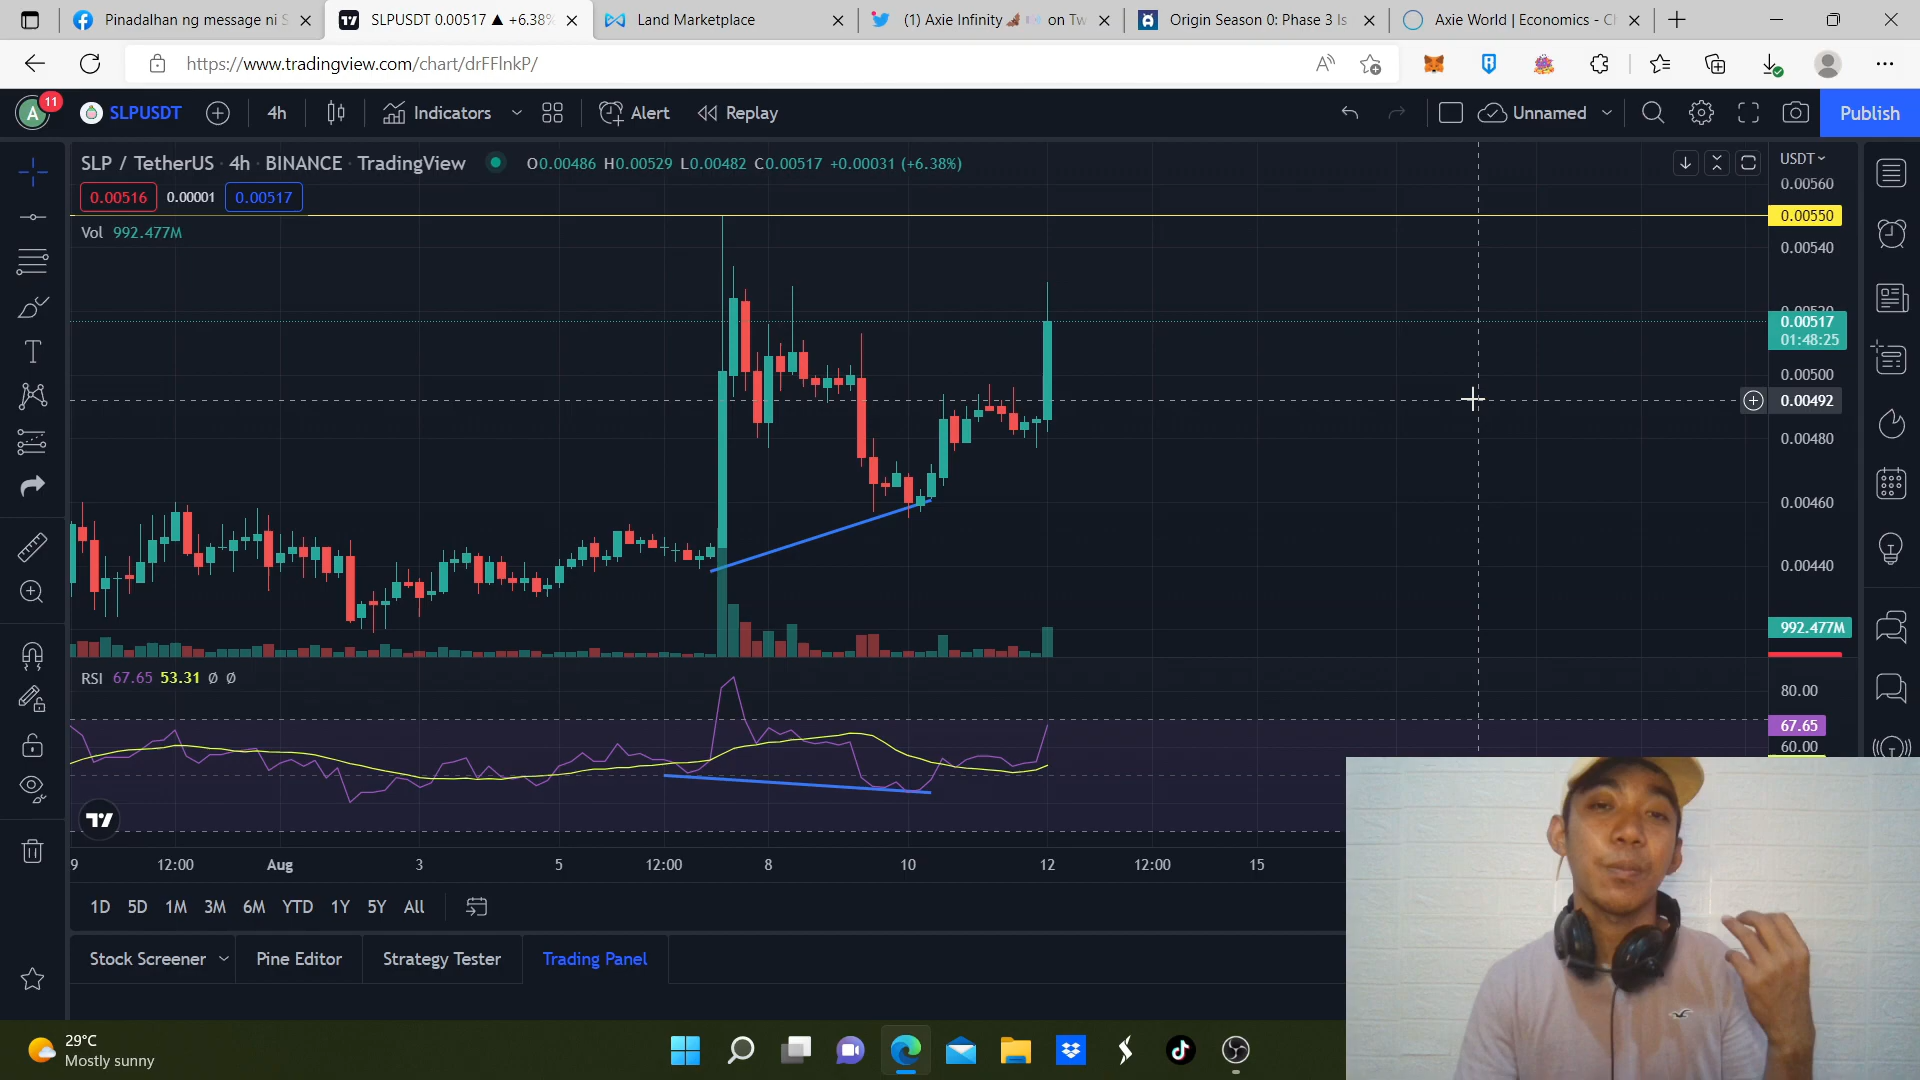 Pinadalhan ng message ni S
SLPUSDT 0.00517 ▲ +6.38%
Land Marketplace
(1) Axie Infinity on Tw
Origin Season 0: Phase 3 Is
Axie World | Economics - Cl
https://www.tradingview.com/chart/drFFlnkP/
A
11
SLPUSDT
4h
Indicators
Alert
Replay
Unnamed
Publish
SLP / TetherUS · 4h · BINANCE · TradingView
O0.00486 H0.00529 L0.00482 C0.00517 +0.00031 (+6.38%)
0.00516 0.00001 0.00517
Vol 992.477M
USDT
0.00560
0.00550
0.00540
0.00520
0.00517
01:48:25
0.00500
0.00492
0.00480
0.00460
0.00440
992.477M
RSI 67.65 53.31 Ø Ø
80.00
67.65
60.00
9 12:00 Aug 3 5 12:00 8 10 12 12:00 15
1D 5D 1M 3M 6M YTD 1Y 5Y All
Stock Screener Pine Editor Strategy Tester Trading Panel
29°C
Mostly sunny